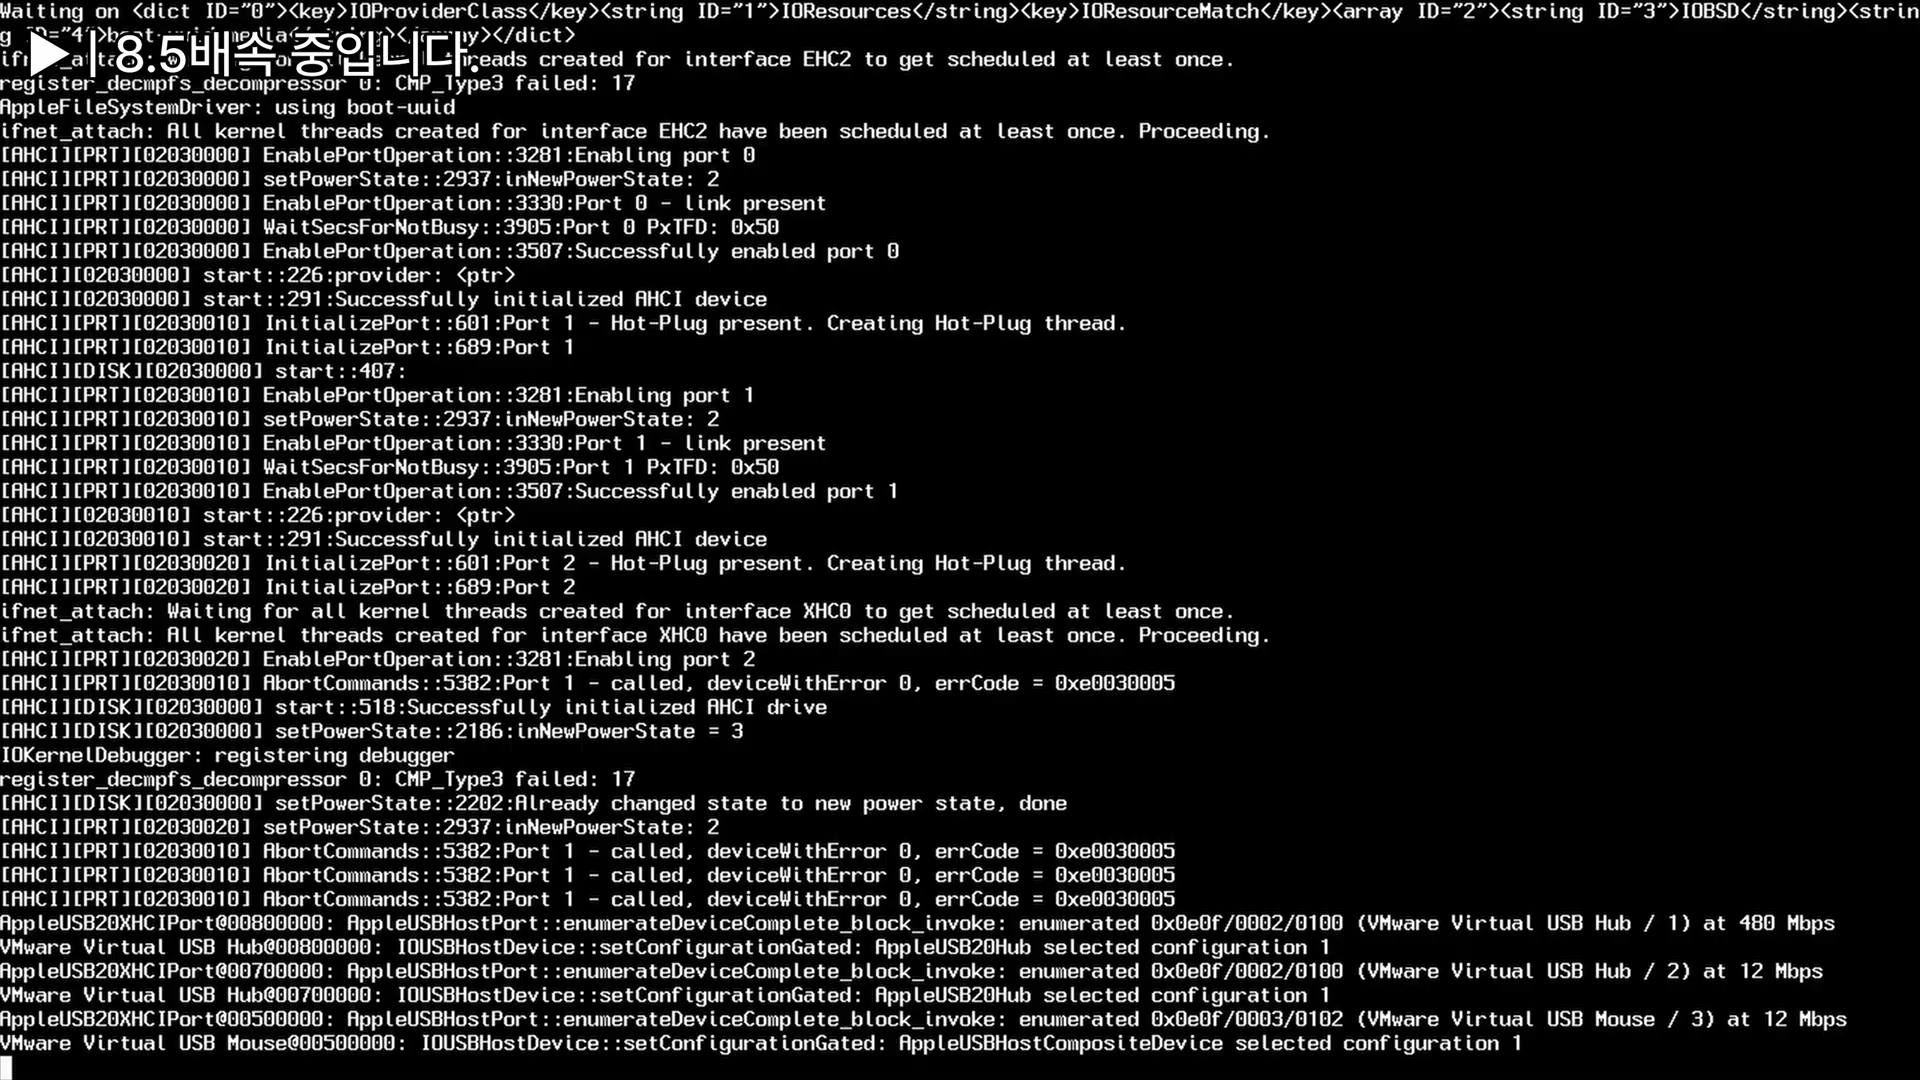 Waiting on <dict ID="0"><key>IOProviderClass</key><string ID="1">IOResources</string><key>IOResourceMatch</key><array ID="2"><string ID="3">IOBSD</string><strin
g ID="4">boot-uuid-media</string></array></dict>
▶ | 8.5배속 중입니다.
threads created for interface EHC2 to get scheduled at least once.
register_decmpfs_decompressor 0: CMP_Type3 failed: 17
AppleFileSystemDriver: using boot-uuid
ifnet_attach: All kernel threads created for interface EHC2 have been scheduled at least once. Proceeding.
[AHCI][PRT][02030000] EnablePortOperation::3281:Enabling port 0
[AHCI][PRT][02030000] setPowerState::2937:inNewPowerState: 2
[AHCI][PRT][02030000] EnablePortOperation::3330:Port 0 - link present
[AHCI][PRT][02030000] WaitSecsForNotBusy::3905:Port 0 PxTFD: 0x50
[AHCI][PRT][02030000] EnablePortOperation::3507:Successfully enabled port 0
[AHCI][02030000] start::226:provider: <ptr>
[AHCI][02030000] start::291:Successfully initialized AHCI device
[AHCI][PRT][02030010] InitializePort::601:Port 1 - Hot-Plug present. Creating Hot-Plug thread.
[AHCI][PRT][02030010] InitializePort::689:Port 1
[AHCI][DISK][02030000] start::407:
[AHCI][PRT][02030010] EnablePortOperation::3281:Enabling port 1
[AHCI][PRT][02030010] setPowerState::2937:inNewPowerState: 2
[AHCI][PRT][02030010] EnablePortOperation::3330:Port 1 - link present
[AHCI][PRT][02030010] WaitSecsForNotBusy::3905:Port 1 PxTFD: 0x50
[AHCI][PRT][02030010] EnablePortOperation::3507:Successfully enabled port 1
[AHCI][02030010] start::226:provider: <ptr>
[AHCI][02030010] start::291:Successfully initialized AHCI device
[AHCI][PRT][02030020] InitializePort::601:Port 2 - Hot-Plug present. Creating Hot-Plug thread.
[AHCI][PRT][02030020] InitializePort::689:Port 2
ifnet_attach: Waiting for all kernel threads created for interface XHC0 to get scheduled at least once.
ifnet_attach: All kernel threads created for interface XHC0 have been scheduled at least once. Proceeding.
[AHCI][PRT][02030020] EnablePortOperation::3281:Enabling port 2
[AHCI][PRT][02030010] AbortCommands::5382:Port 1 - called, deviceWithError 0, errCode = 0xe0030005
[AHCI][DISK][02030000] start::518:Successfully initialized AHCI drive
[AHCI][DISK][02030000] setPowerState::2186:inNewPowerState = 3
IOKernelDebugger: registering debugger
register_decmpfs_decompressor 0: CMP_Type3 failed: 17
[AHCI][DISK][02030000] setPowerState::2202:Already changed state to new power state, done
[AHCI][PRT][02030020] setPowerState::2937:inNewPowerState: 2
[AHCI][PRT][02030010] AbortCommands::5382:Port 1 - called, deviceWithError 0, errCode = 0xe0030005
[AHCI][PRT][02030010] AbortCommands::5382:Port 1 - called, deviceWithError 0, errCode = 0xe0030005
[AHCI][PRT][02030010] AbortCommands::5382:Port 1 - called, deviceWithError 0, errCode = 0xe0030005
AppleUSB20XHCIPort@00800000: AppleUSBHostPort::enumerateDeviceComplete_block_invoke: enumerated 0x0e0f/0002/0100 (VMware Virtual USB Hub / 1) at 480 Mbps
VMware Virtual USB Hub@00800000: IOUSBHostDevice::setConfigurationGated: AppleUSB20Hub selected configuration 1
AppleUSB20XHCIPort@00700000: AppleUSBHostPort::enumerateDeviceComplete_block_invoke: enumerated 0x0e0f/0002/0100 (VMware Virtual USB Hub / 2) at 12 Mbps
VMware Virtual USB Hub@00700000: IOUSBHostDevice::setConfigurationGated: AppleUSB20Hub selected configuration 1
AppleUSB20XHCIPort@00500000: AppleUSBHostPort::enumerateDeviceComplete_block_invoke: enumerated 0x0e0f/0003/0102 (VMware Virtual USB Mouse / 3) at 12 Mbps
VMware Virtual USB Mouse@00500000: IOUSBHostDevice::setConfigurationGated: AppleUSBHostCompositeDevice selected configuration 1